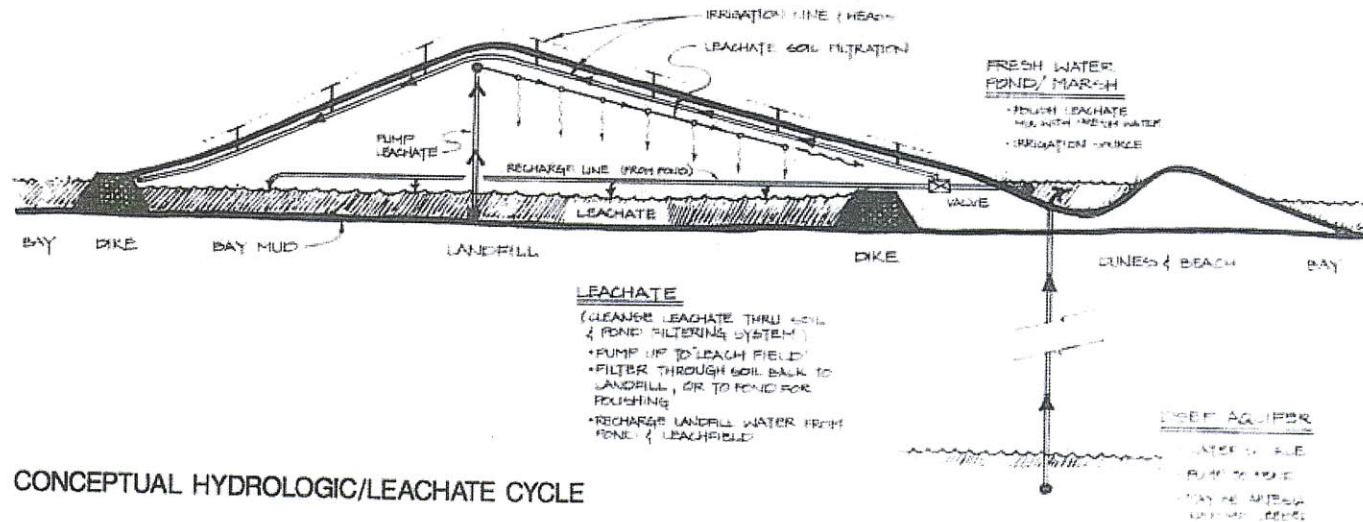 IRRIGATION LINE & HEADS
LEACHATE SOIL FILTRATION
FRESH WATER
POND/MARSH
• POLISH LEACHATE
MIX WITH FRESH WATER
• IRRIGATION SOURCE
PUMP
LEACHATE
RECHARGE LINE (FROM POND)
VALVE
LEACHATE
BAY
DIKE
BAY MUD
LANDFILL
DIKE
DUNES & BEACH
BAY
LEACHATE
(CLEANSE LEACHATE THRU SOIL
& POND FILTERING SYSTEM)
• PUMP UP TO LEACH FIELD
• FILTER THROUGH SOIL BACK TO
LANDFILL, OR TO POND FOR
POLISHING
• RECHARGE LANDFILL WATER FROM
POND & LEACHFIELD
DEEP AQUIFER
PUMP TO POND
CONCEPTUAL HYDROLOGIC/LEACHATE CYCLE